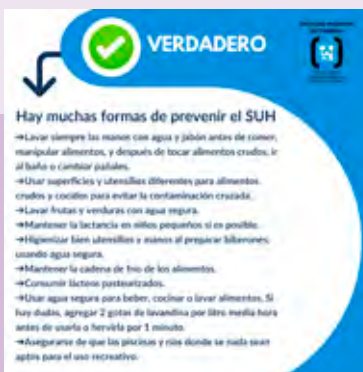 VERDADERO
Hay muchas formas de prevenir el SUH
→Lavar siempre las manos con agua y jabón antes de comer,
manipular alimentos, y después de tocar alimentos crudos, ir
al baño o cambiar pañales.
→Usar superficies y utensilios diferentes para alimentos
crudos y cocidos para evitar la contaminación cruzada.
→Lavar frutas y verduras con agua segura.
→Mantener la lactancia en niños pequeños si es posible.
→Higienizar bien utensilios y manos al preparar biberones,
usando agua segura.
→Mantener la cadena de frío de los alimentos.
→Consumir lácteos pasteurizados.
→Usar agua segura para beber, cocinar o lavar alimentos. Si
hay dudas, agregar 2 gotas de lavandina por litro media hora
antes de usarla o hervirla por 1 minuto.
→Asegurarse de que las piscinas y ríos donde se nada sean
aptos para el uso recreativo.